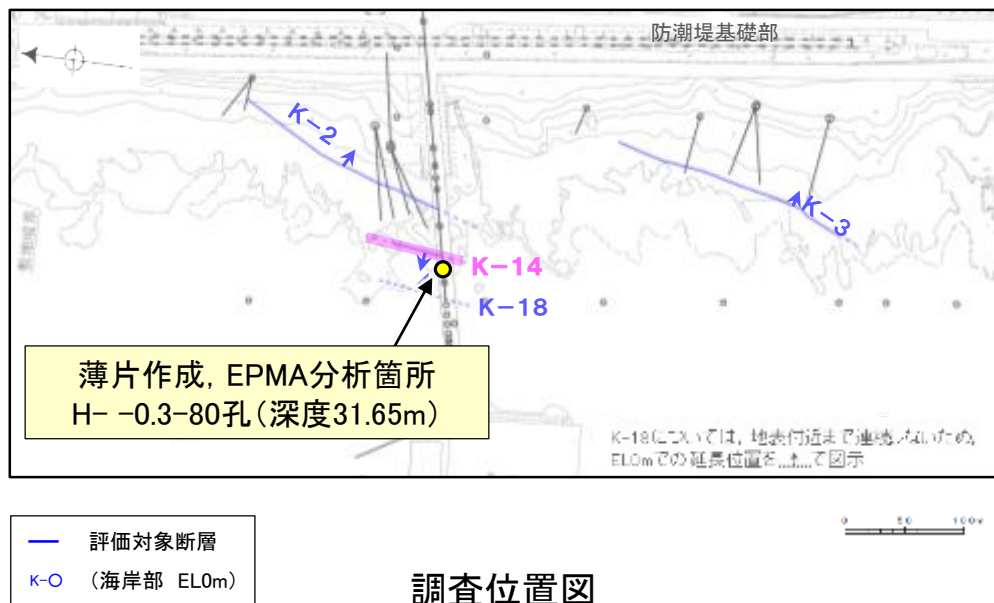 防潮堤基礎部
K-2
K-3
K-14
K-18
薄片作成, EPMA分析箇所
H- -0.3-80孔(深度31.65m)
K-18については, 地表付近まで連続しないため,
EL0mでの延長位置を
て図示
0 50 100m
評価対象断層
K-○ (海岸部 EL0m)
調査位置図